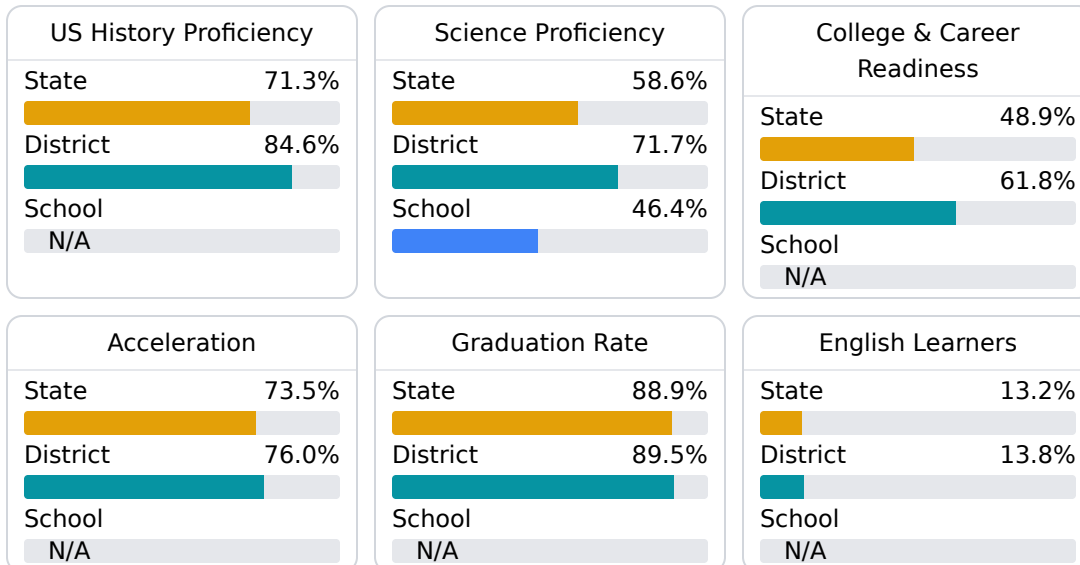 US History Proficiency
State 71.3%
District 84.6%
School
N/A
Science Proficiency
State 58.6%
District 71.7%
School 46.4%
College & Career
Readiness
State 48.9%
District 61.8%
School
N/A
Acceleration
State 73.5%
District 76.0%
School
N/A
Graduation Rate
State 88.9%
District 89.5%
School
N/A
English Learners
State 13.2%
District 13.8%
School
N/A